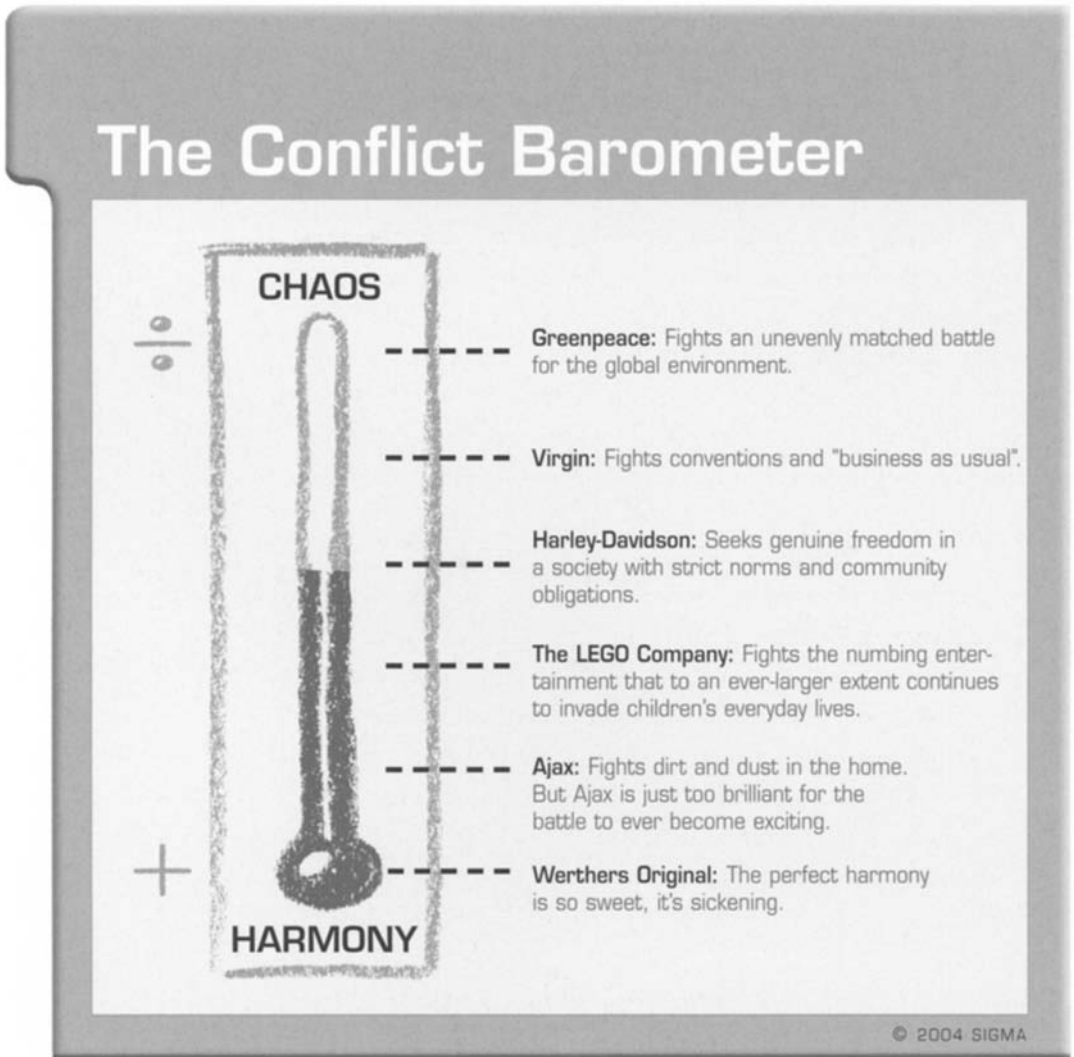 The Conflict Barometer
CHAOS
÷
Greenpeace: Fights an unevenly matched battle
for the global environment.
Virgin: Fights conventions and "business as usual".
Harley-Davidson: Seeks genuine freedom in
a society with strict norms and community
obligations.
The LEGO Company: Fights the numbing enter-
tainment that to an ever-larger extent continues
to invade children's everyday lives.
Ajax: Fights dirt and dust in the home.
But Ajax is just too brilliant for the
battle to ever become exciting.
+
Werthers Original: The perfect harmony
is so sweet, it's sickening.
HARMONY
© 2004 SIGMA